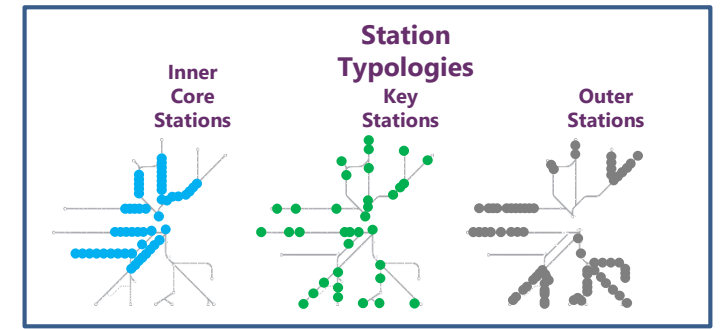 Station
Typologies
Inner
Core
Stations
Key
Stations
Outer
Stations